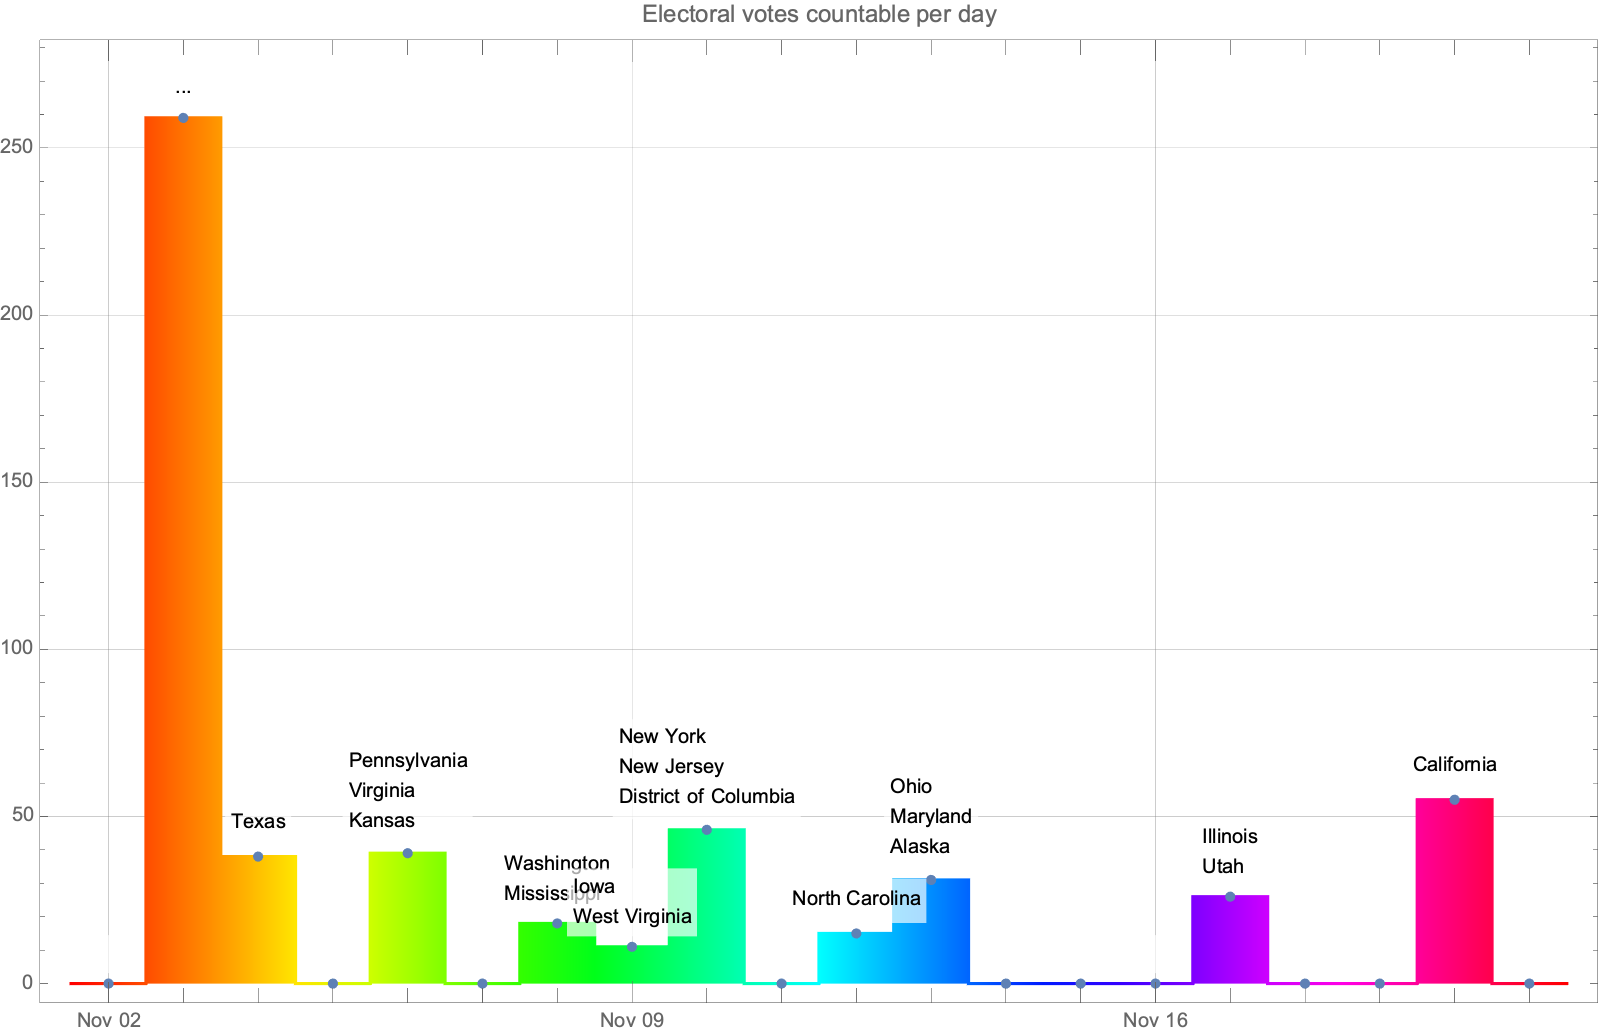 Electoral votes countable per day
...
250
200
150
100
50
0
Texas
Pennsylvania
Virginia
Kansas
Washington
Mississippi
Iowa
West Virginia
New York
New Jersey
District of Columbia
North Carolina
Ohio
Maryland
Alaska
Illinois
Utah
California
Nov 02
Nov 09
Nov 16